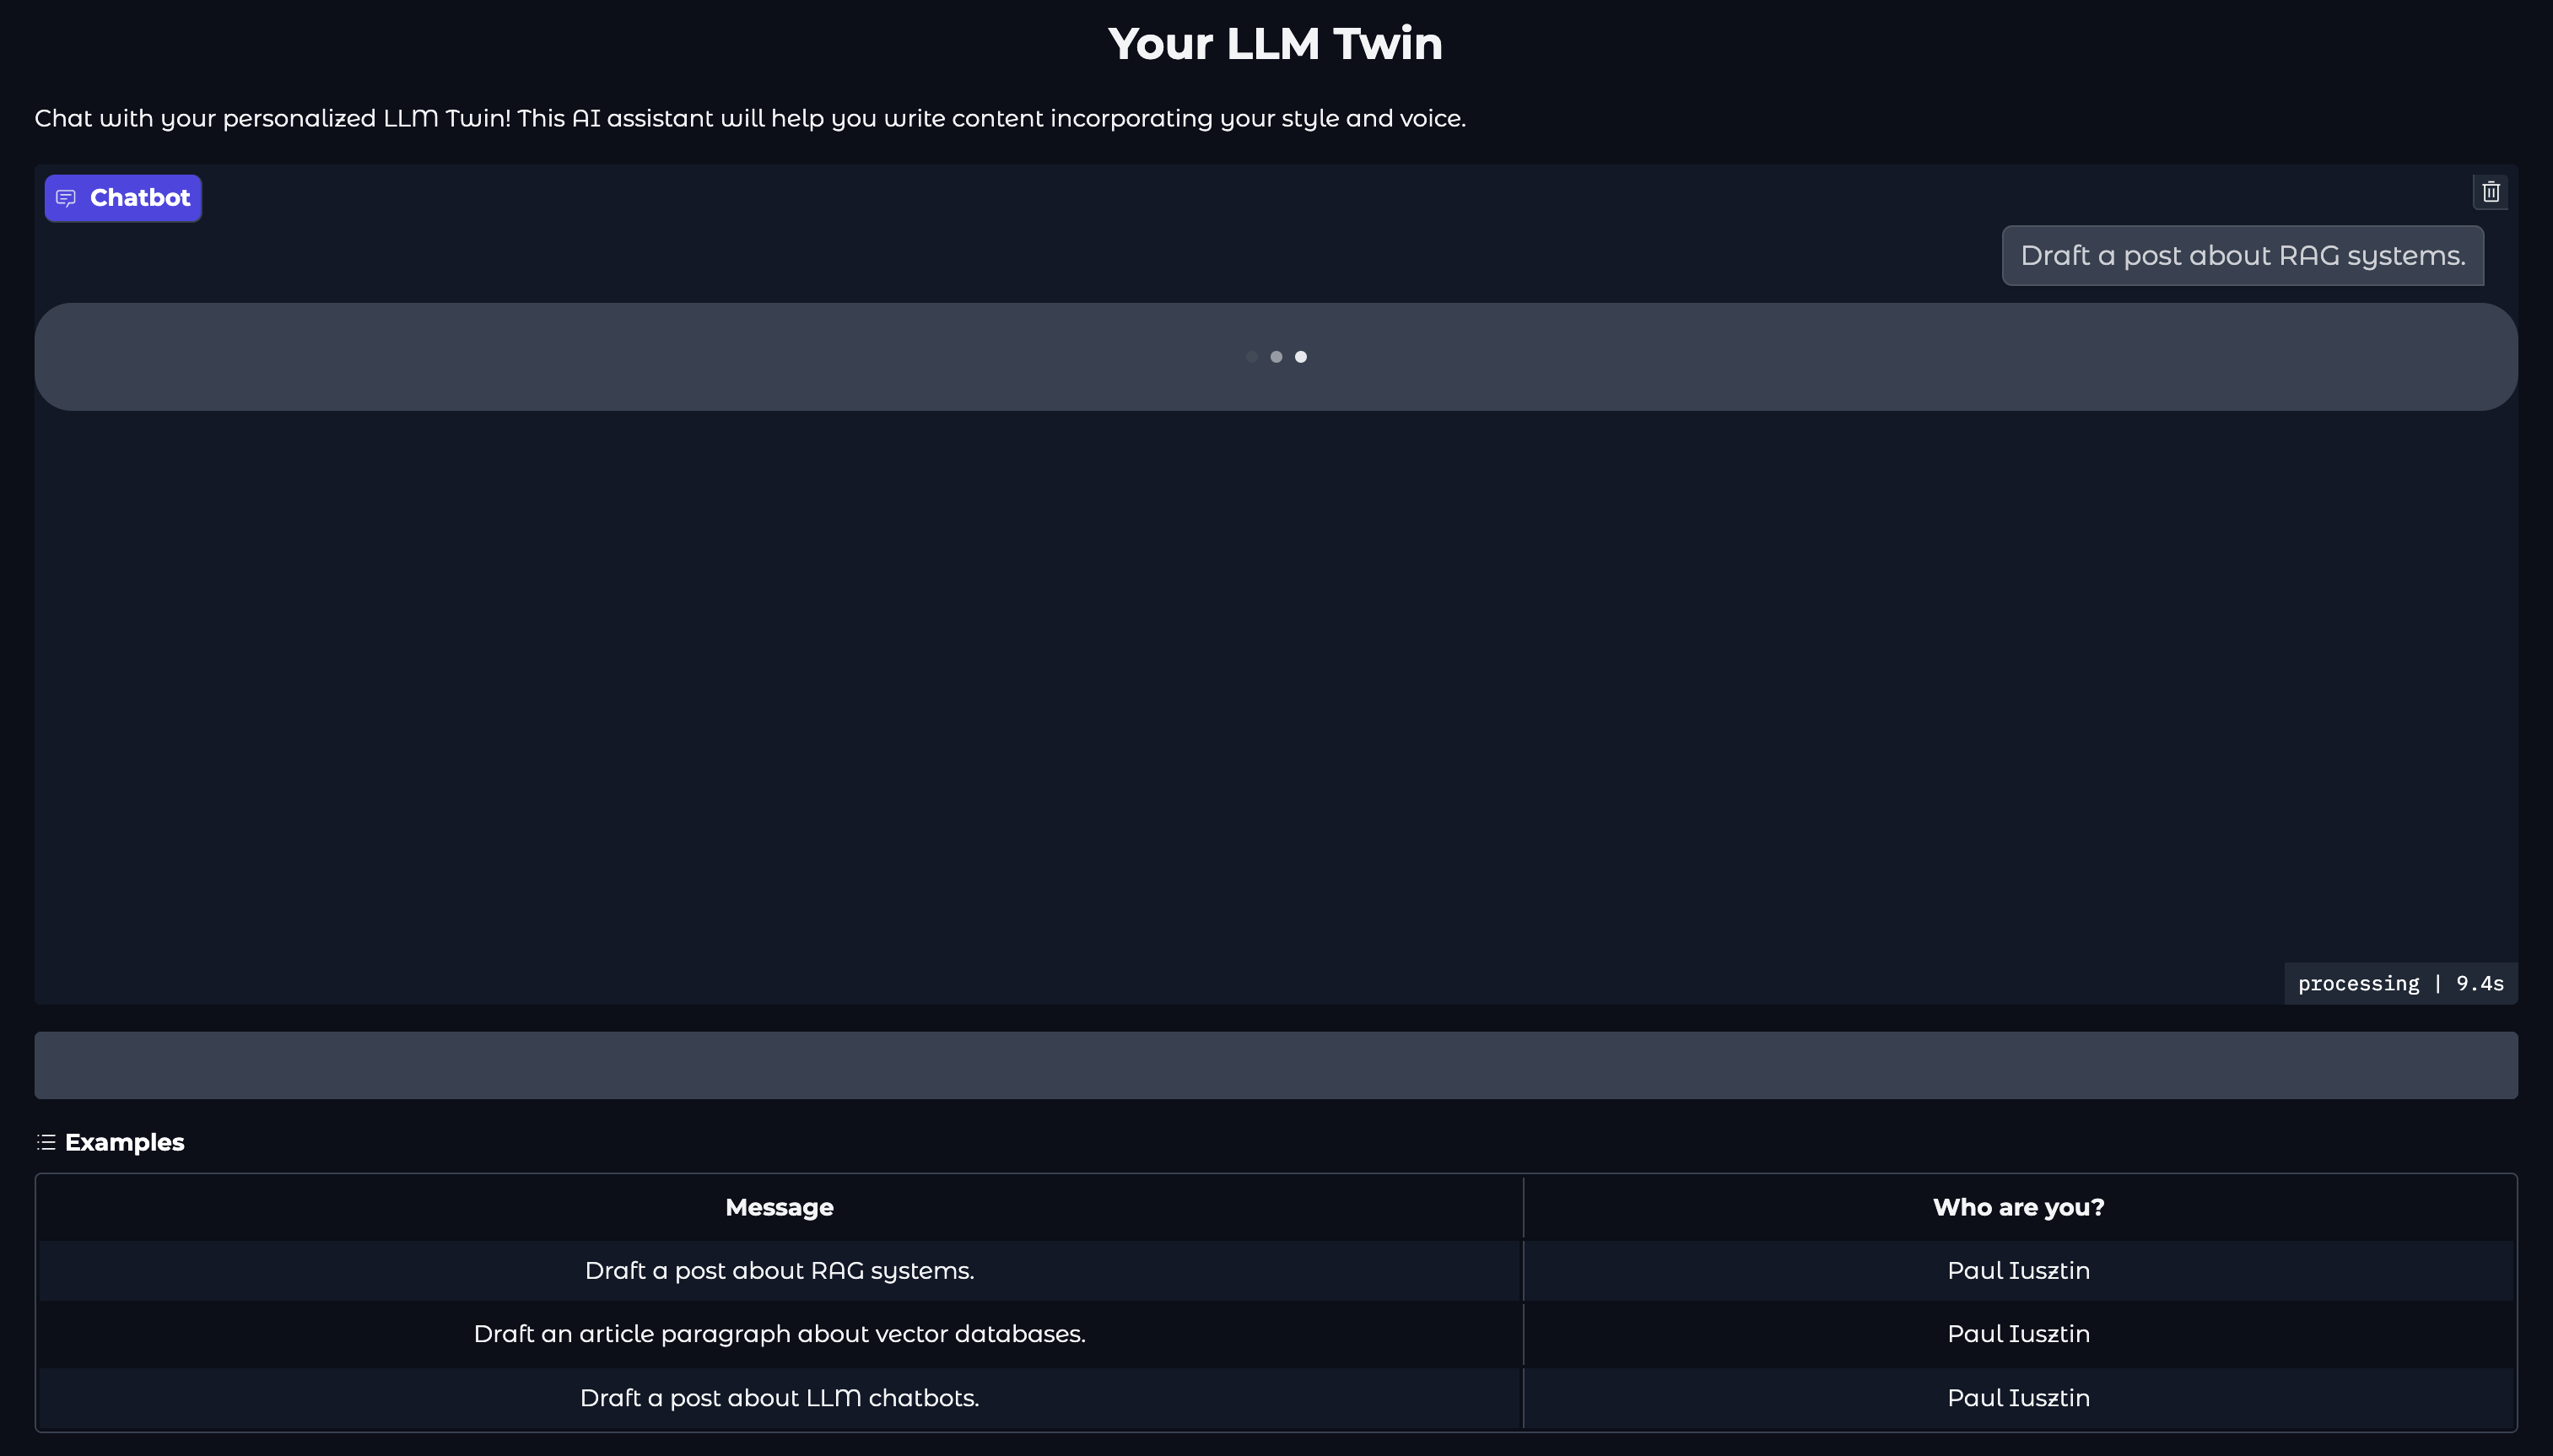 Your LLM Twin
Chat with your personalized LLM Twin! This AI assistant will help you write content incorporating your style and voice.
Chatbot
Draft a post about RAG systems.
processing | 9.4s
Examples
Message Who are you?
Draft a post about RAG systems. Paul Iusztin
Draft an article paragraph about vector databases. Paul Iusztin
Draft a post about LLM chatbots. Paul Iusztin